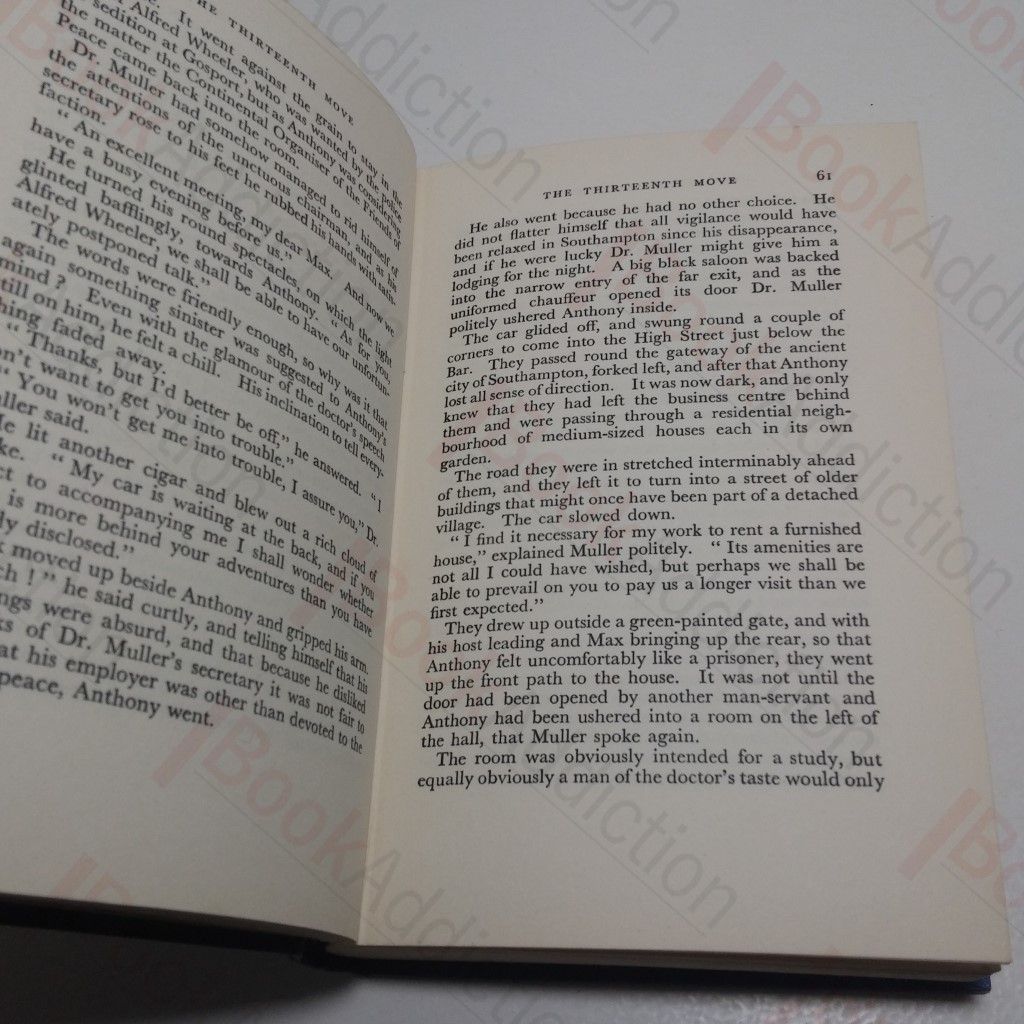 THE THIRTEENTH MOVE
It went against the grain to stay in the
Alfred Wheeler, who was wanted by the police
sedition at Gosport, but as Anthony was considering
the matter the Continental Organiser of the Friends of
Peace came back into the room.
Dr. Muller had somehow managed to rid himself of
the attentions of the unctuous chairman, and as his
secretary rose to his feet he rubbed his hands with satis-
faction.
“ An excellent meeting, my dear Max. And now we
have a busy evening before us.”
He turned his round spectacles, on which the light
glinted bafflingly, towards Anthony. “ As for you,
Alfred Wheeler, we shall be able to have our unfortun-
ately postponed talk.”
The words were friendly enough, so why was it that
again something sinister was suggested to Anthony's
mind ? Even with the glamour of the doctor's speech
still on him, he felt a chill. His inclination to tell every-
thing faded away.
“ Thanks, but I'd better be off,” he answered. “ I
don't want to get you into trouble.”
“ You won't get me into trouble, I assure you,” Dr.
Muller said.
He lit another cigar and blew out a rich cloud of
“ My car is waiting at the back, and if you
to accompanying me I shall wonder whether
is more behind your adventures than you have
disclosed.”
moved up beside Anthony and gripped his arm.
! ” he said curtly, and telling himself that his
were absurd, and that because he disliked
of Dr. Muller's secretary it was not fair to
at his employer was other than devoted to the
peace, Anthony went.
THE THIRTEENTH MOVE 61
He also went because he had no other choice. He
did not flatter himself that all vigilance would have
been relaxed in Southampton since his disappearance,
and if he were lucky Dr. Muller might give him a
lodging for the night. A big black saloon was backed
into the narrow entry of the far exit, and as the
uniformed chauffeur opened its door Dr. Muller
politely ushered Anthony inside.
The car glided off, and swung round a couple of
corners to come into the High Street just below the
Bar. They passed round the gateway of the ancient
city of Southampton, forked left, and after that Anthony
lost all sense of direction. It was now dark, and he only
knew that they had left the business centre behind
them and were passing through a residential neigh-
bourhood of medium-sized houses each in its own
garden.
The road they were in stretched interminably ahead
of them, and they left it to turn into a street of older
buildings that might once have been part of a detached
village. The car slowed down.
“ I find it necessary for my work to rent a furnished
house,” explained Muller politely. “ Its amenities are
not all I could have wished, but perhaps we shall be
able to prevail on you to pay us a longer visit than we
first expected.”
They drew up outside a green-painted gate, and with
his host leading and Max bringing up the rear, so that
Anthony felt uncomfortably like a prisoner, they went
up the front path to the house. It was not until the
door had been opened by another man-servant and
Anthony had been ushered into a room on the left of
the hall, that Muller spoke again.
The room was obviously intended for a study, but
equally obviously a man of the doctor's taste would only
BookAddiction